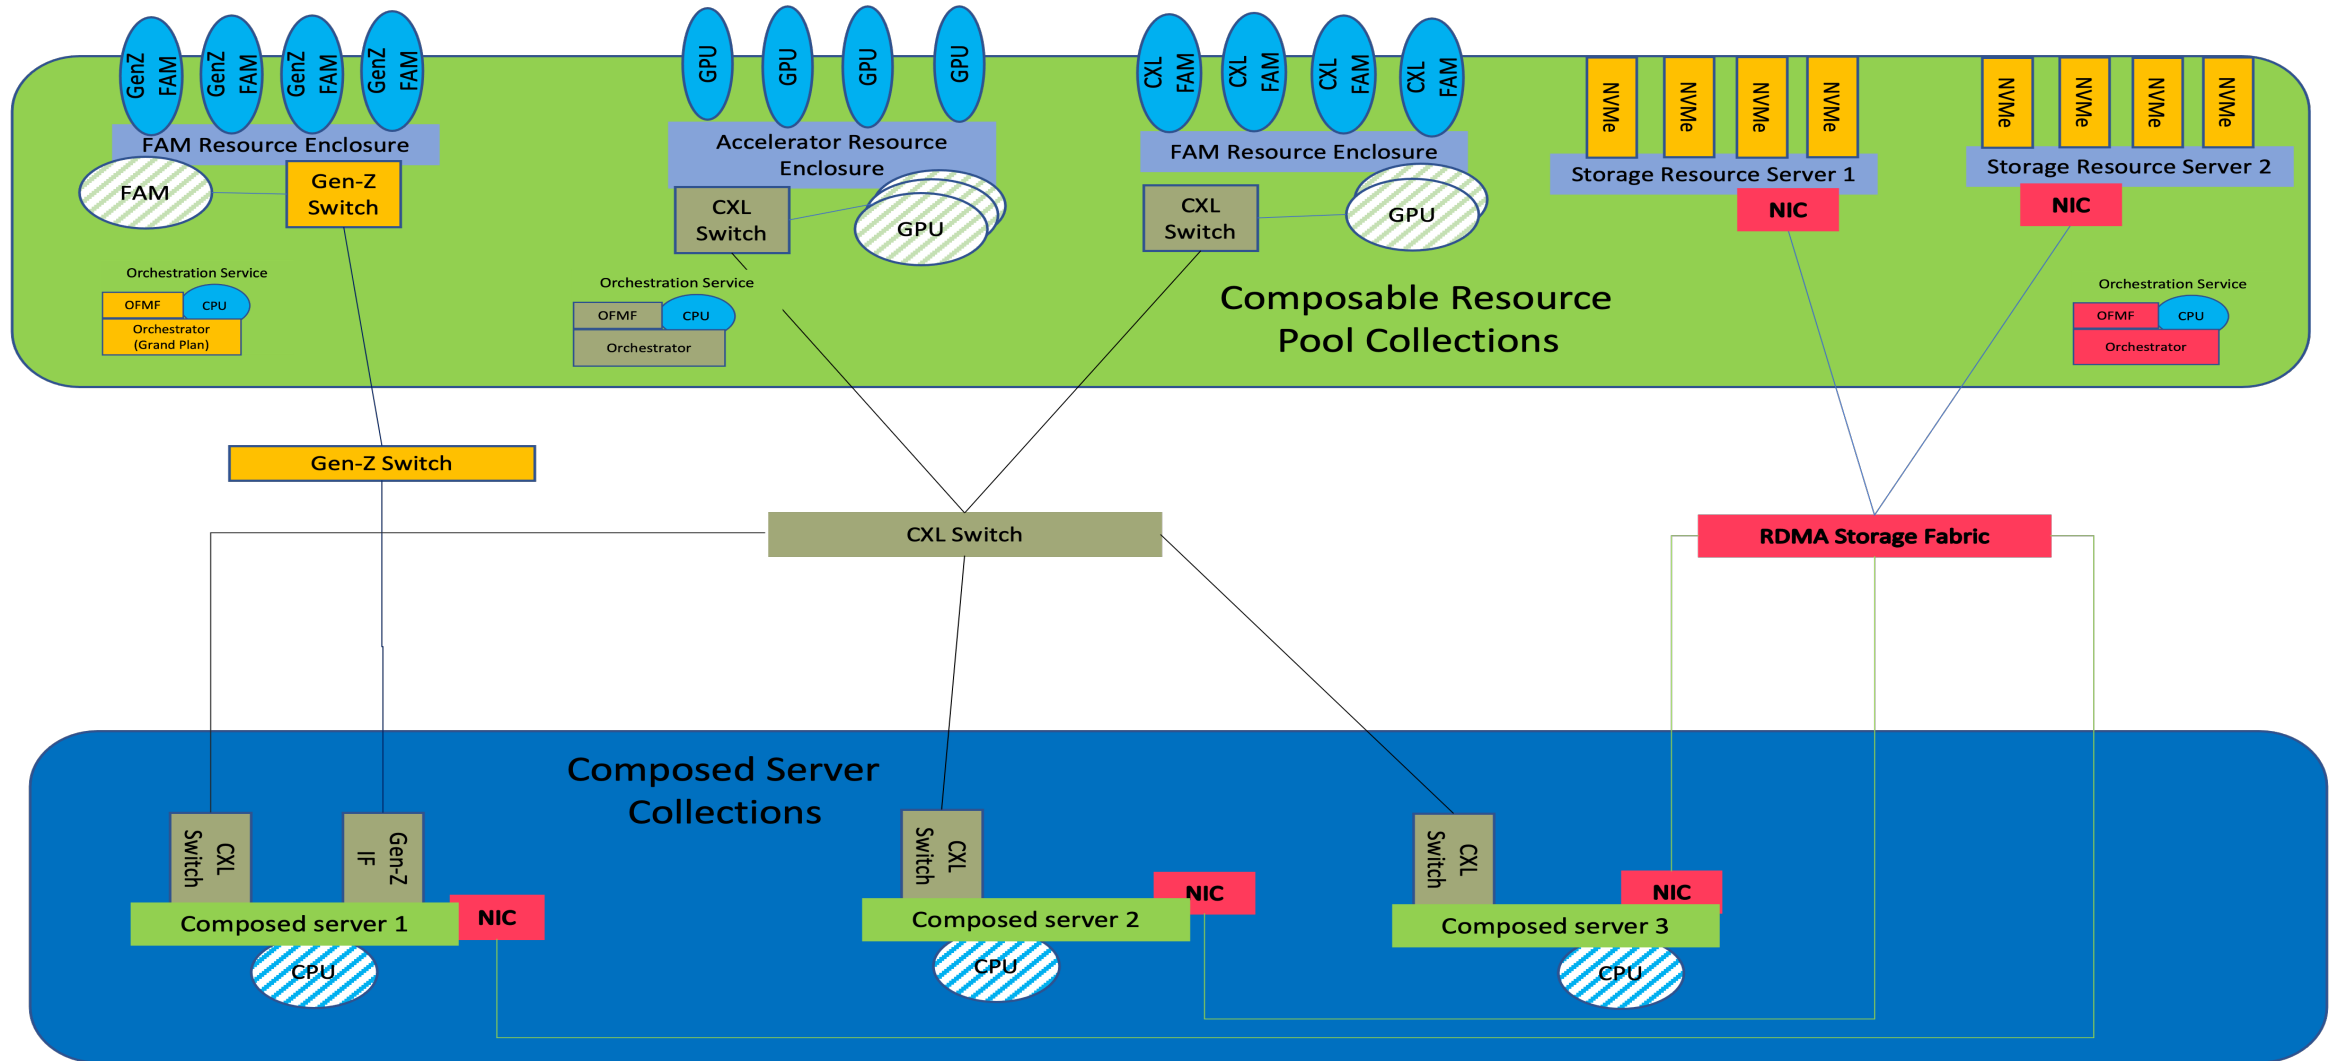 GenZ
FAM
GenZ
FAM
GenZ
FAM
GenZ
FAM
FAM Resource Enclosure
FAM
Gen-Z
Switch
GPU
GPU
GPU
GPU
Accelerator Resource
Enclosure
CXL
Switch
GPU
CXL
FAM
CXL
FAM
CXL
FAM
CXL
FAM
FAM Resource Enclosure
CXL
Switch
GPU
NVMe
NVMe
NVMe
NVMe
Storage Resource Server 1
NIC
NVMe
NVMe
NVMe
NVMe
Storage Resource Server 2
NIC
Orchestration Service
OFMF
CPU
Orchestrator
(Grand Plan)
Orchestration Service
OFMF
CPU
Orchestrator
Composable Resource
Pool Collections
Orchestration Service
OFMF
CPU
Orchestrator
Gen-Z Switch
CXL Switch
RDMA Storage Fabric
Composed Server
Collections
CXL
Switch
Gen-Z
IF
NIC
Composed server 1
CPU
CXL
Switch
NIC
Composed server 2
CPU
CXL
Switch
NIC
Composed server 3
CPU